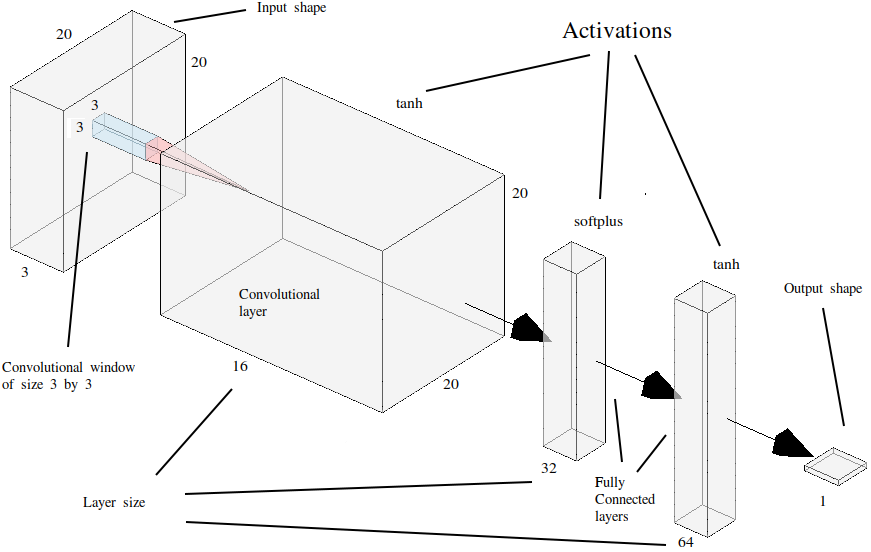 Input shape
Activations
20
20
tanh
3
3
20
softplus
tanh
3
Output shape
Convolutional
layer
Convolutional window
of size 3 by 3
16
20
32
Fully
Connected
layers
Layer size
1
64